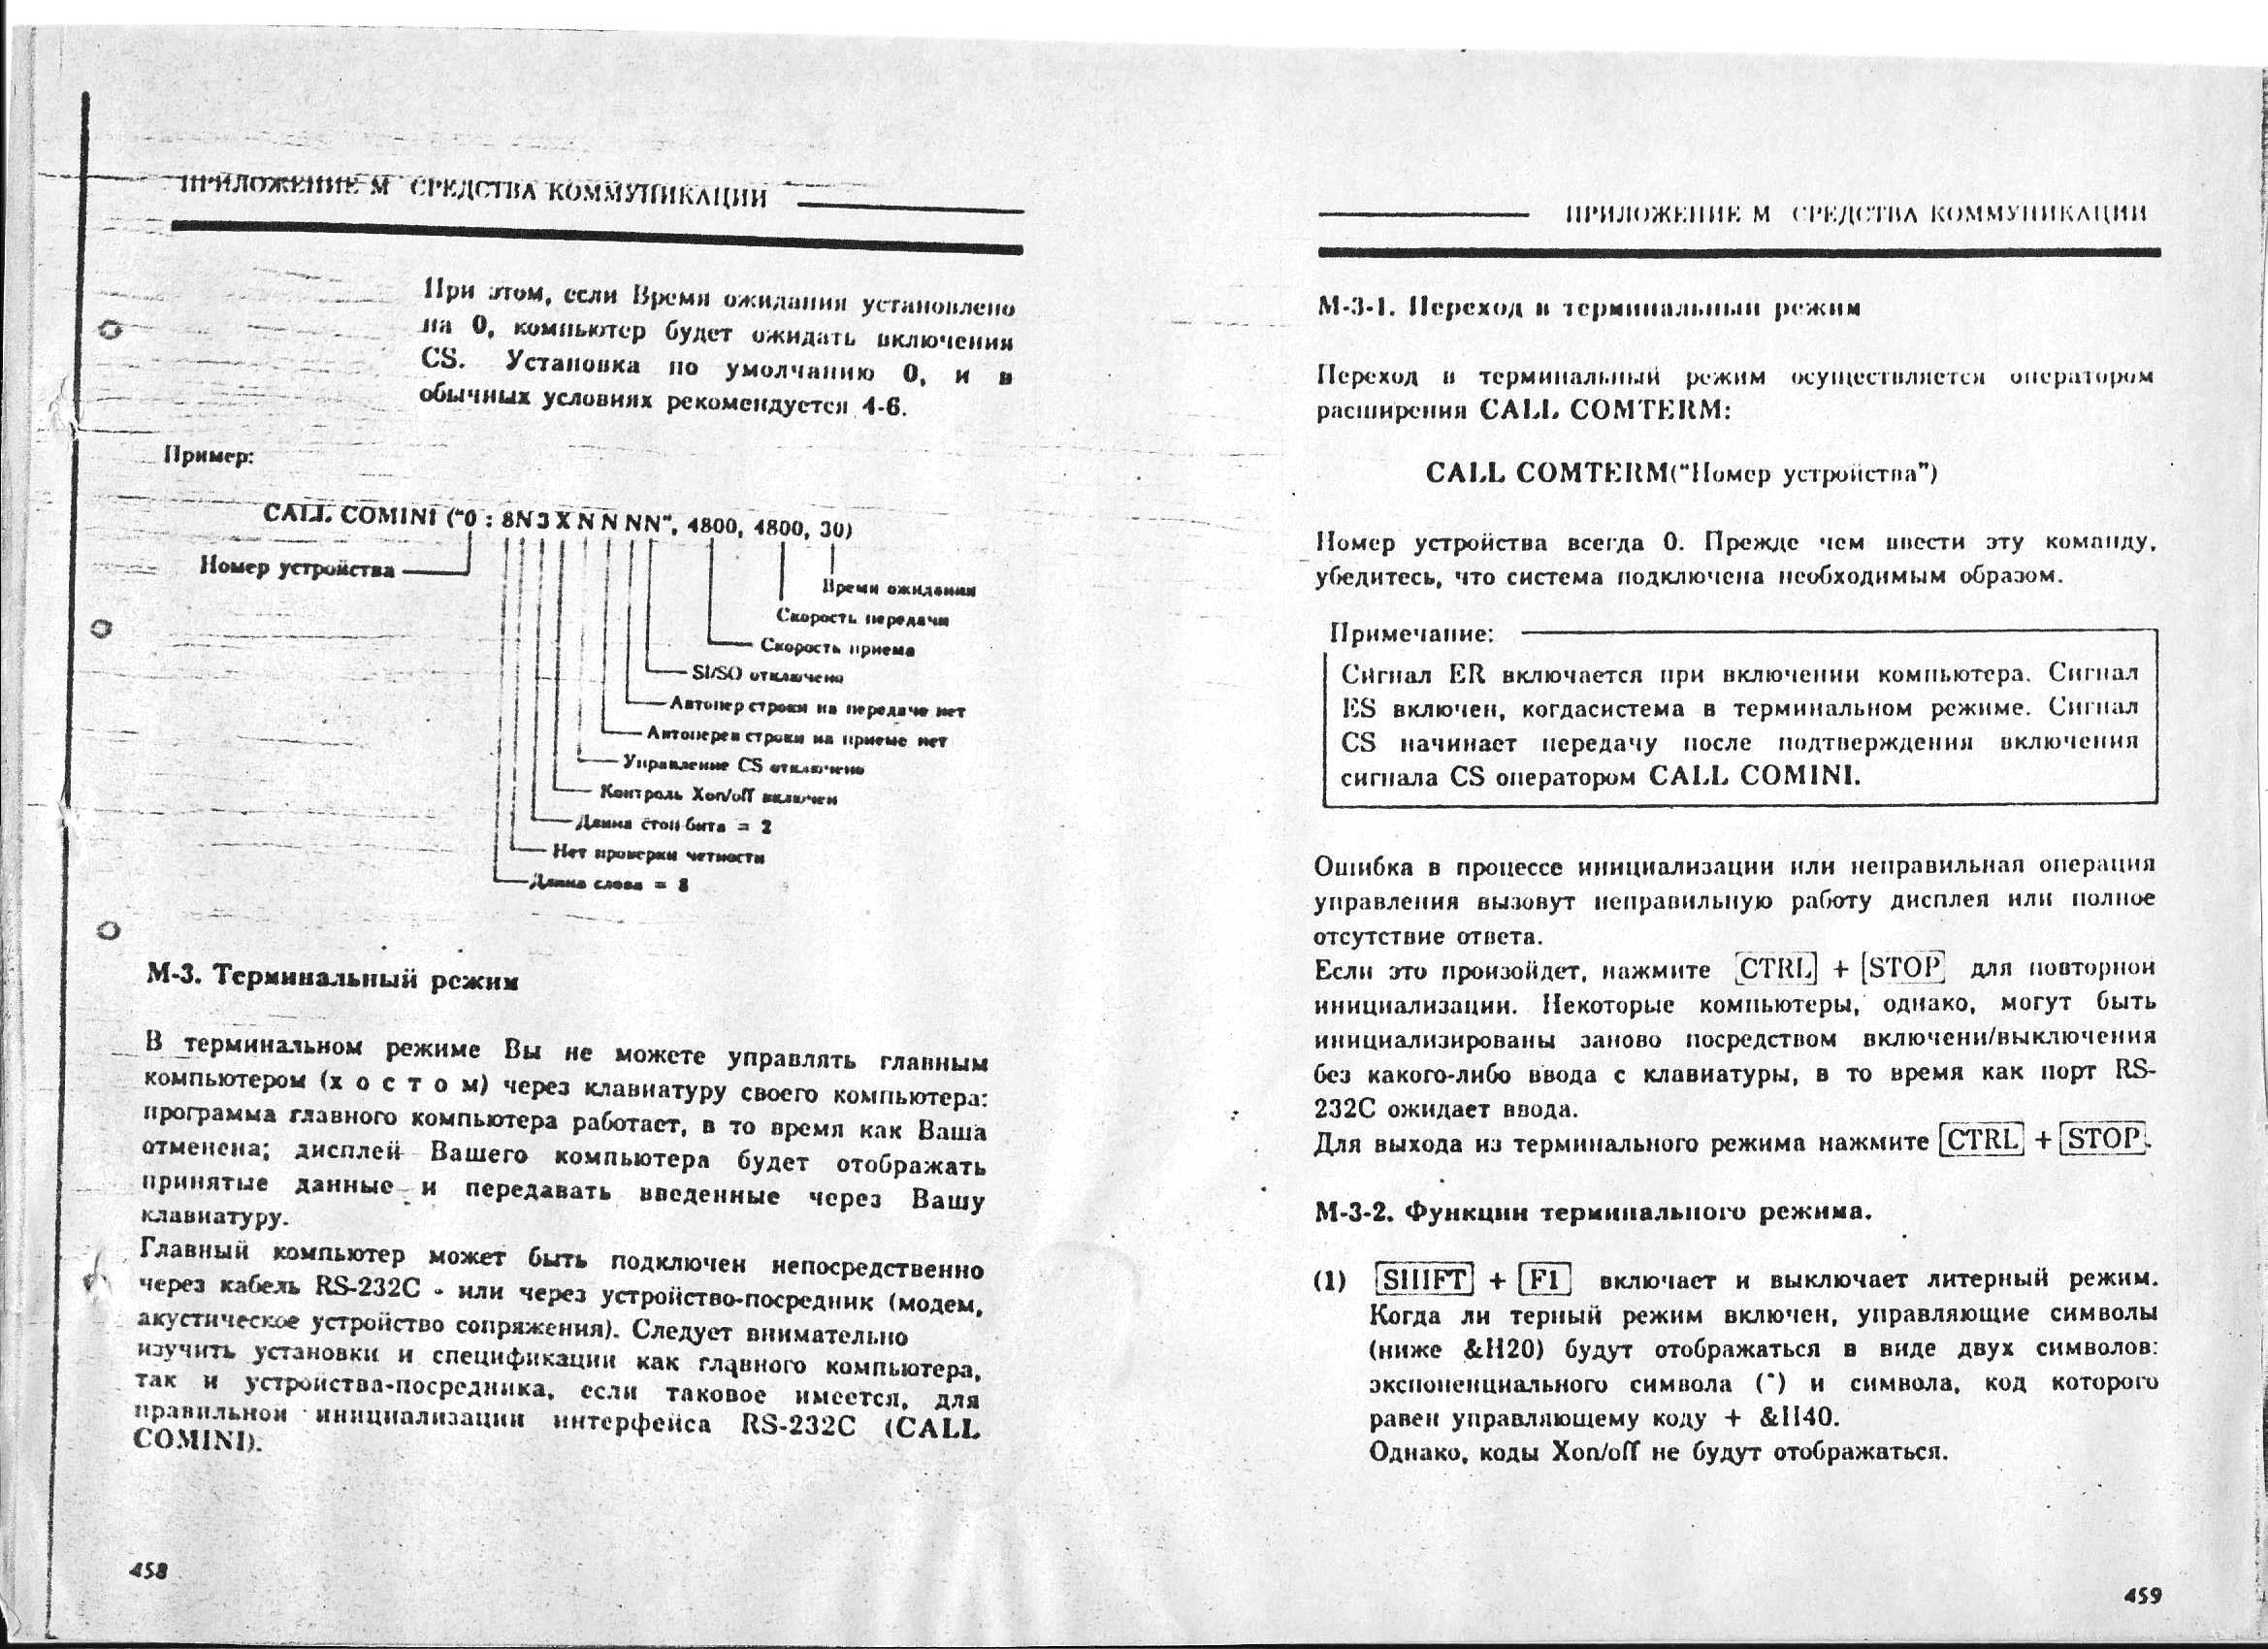 ПРИЛОЖЕНИЕ М СРЕДСТВА КОММУНИКАЦИИ
При этом, если Время ожидания установлено
на 0, компьютер будет ожидать включения
CS. Установка по умолчанию 0, и в
обычных условиях рекомендуется 4-6.
Пример:
CALL COMINI ("0 : 8N3XNNNN", 4800, 4800, 30)
Номер устройства
Время ожидания
Скорость передачи
Скорость приема
SI/SO отключено
Автопер строки на передаче нет
Автоперев строки на приеме нет
Управление CS отключено
Контроль Xon/off включен
Длина стоп бита = 2
Нет проверки четности
Длина слова = 8
М-3. Терминальный режим
В терминальном режиме Вы не можете управлять главным
компьютером (х о с т о м) через клавиатуру своего компьютера:
программа главного компьютера работает, в то время как Ваша
отменена; дисплей Вашего компьютера будет отображать
принятые данные и передавать введенные через Вашу
клавиатуру.
Главный компьютер может быть подключен непосредственно
через кабель RS-232C - или через устройство-посредник (модем,
акустическое устройство сопряжения). Следует внимательно
изучить установки и спецификации как главного компьютера,
так и устройства-посредника, если таковое имеется, для
правильной инициализации интерфейса RS-232C (CALL
COMINI).
458
ПРИЛОЖЕНИЕ М СРЕДСТВА КОММУНИКАЦИИ
М-3-1. Переход в терминальный режим
Переход в терминальный режим осуществляется оператором
расширения CALL COMTERM:
CALL COMTERM("Номер устройства")
Номер устройства всегда 0. Прежде чем ввести эту команду,
убедитесь, что система подключена необходимым образом.
Примечание:
Сигнал ER включается при включении компьютера. Сигнал
ES включен, когдасистема в терминальном режиме. Сигнал
CS начинает передачу после подтверждения включения
сигнала CS оператором CALL COMINI.
Ошибка в процессе инициализации или неправильная операция
управления вызовут неправильную работу дисплея или полное
отсутствие ответа.
Если это произойдет, нажмите CTRL + STOP для повторной
инициализации. Некоторые компьютеры, однако, могут быть
инициализированы заново посредством включени/выключения
без какого-либо ввода с клавиатуры, в то время как порт RS-
232C ожидает ввода.
Для выхода из терминального режима нажмите CTRL + STOP.
М-3-2. Функции терминального режима.
(1) SHIFT + F1 включает и выключает литерный режим.
Когда ли терный режим включен, управляющие символы
(ниже &H20) будут отображаться в виде двух символов:
экспоненциального символа (ˆ) и символа, код которого
равен управляющему коду + &H40.
Однако, коды Xon/off не будут отображаться.
459